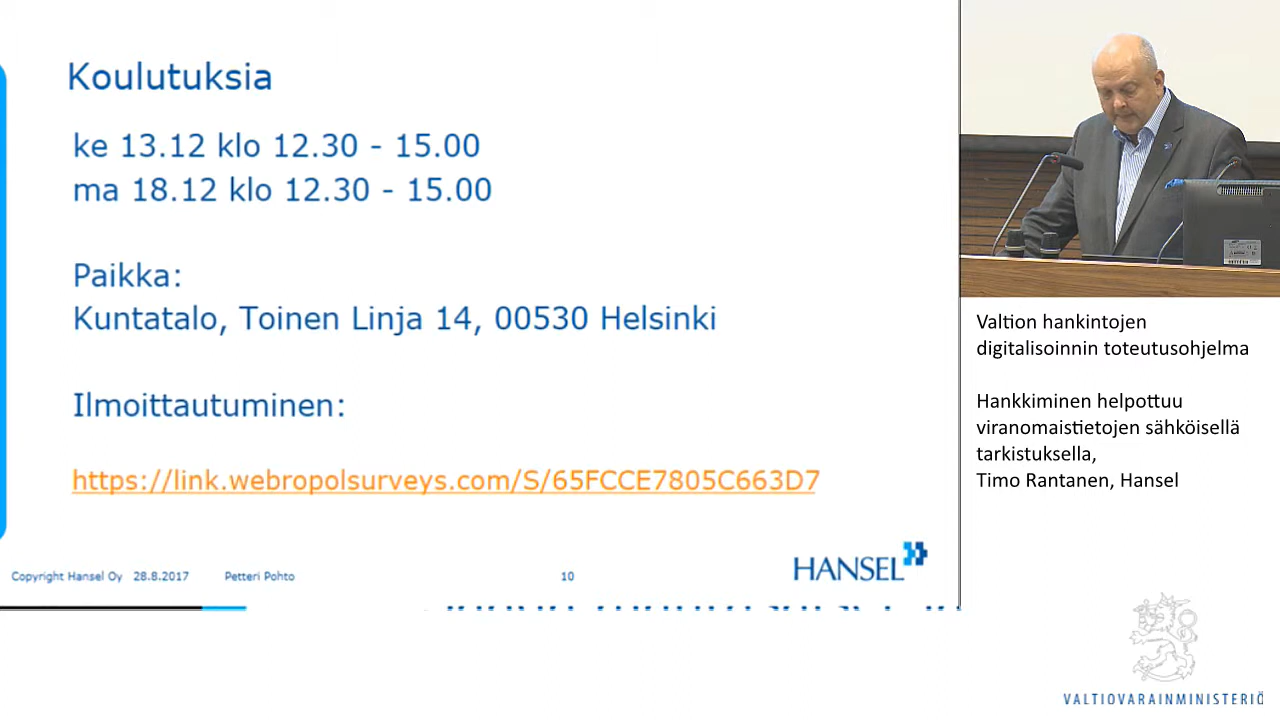 Koulutuksia
ke 13.12 klo 12.30 - 15.00
ma 18.12 klo 12.30 - 15.00
Paikka:
Kuntatalo, Toinen Linja 14, 00530 Helsinki
Ilmoittautuminen:
https://link.webropolsurveys.com/S/65FCCE7805C663D7
Copyright Hansel Oy 28.8.2017 Petteri Pohto 10
HANSEL
Valtion hankintojen
digitalisoinnin toteutusohjelma
Hankkiminen helpottuu
viranomaistietojen sähköisellä
tarkistuksella,
Timo Rantanen, Hansel
VALTIOVARAINMINISTERIÖ